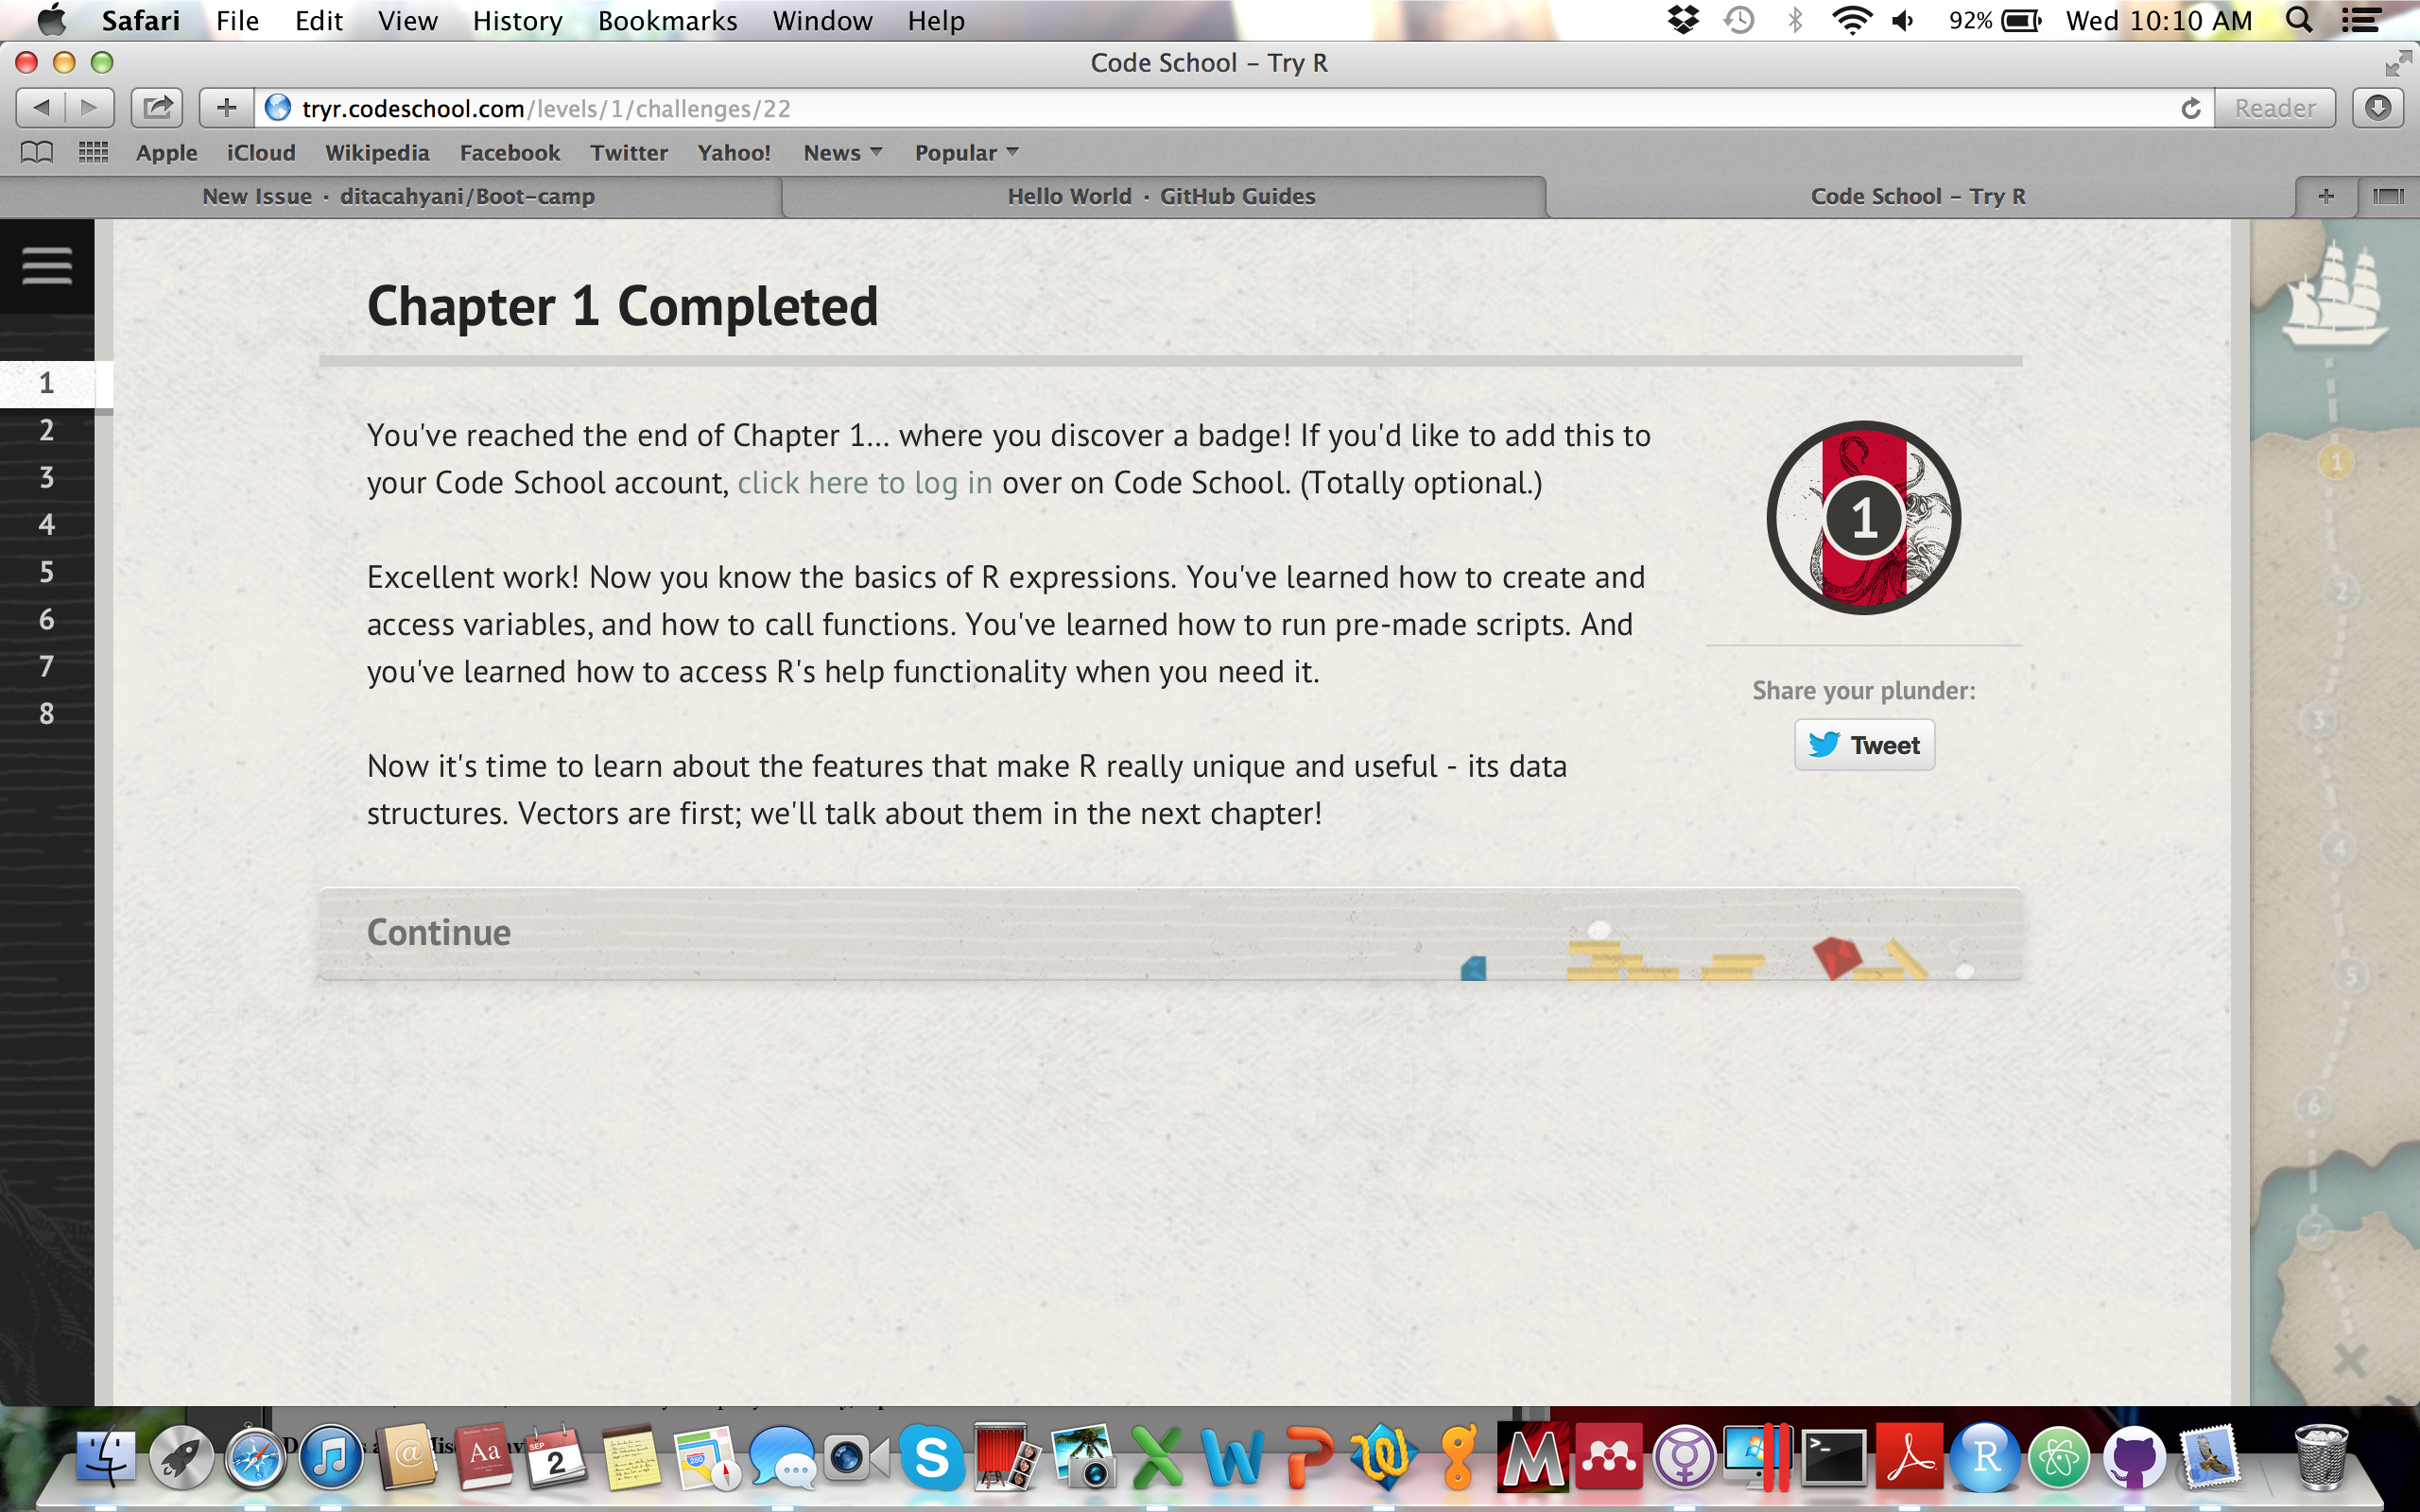 Safari File Edit View History Bookmarks Window Help 92% Wed 10:10 AM
Code School – Try R
tryr.codeschool.com/levels/1/challenges/22 Reader
Apple iCloud Wikipedia Facebook Twitter Yahoo! News Popular
New Issue · ditacahyani/Boot-camp Hello World · GitHub Guides Code School – Try R
Chapter 1 Completed
1
2
3
4
5
6
7
8
You've reached the end of Chapter 1... where you discover a badge! If you'd like to add this to
your Code School account, click here to log in over on Code School. (Totally optional.)
Excellent work! Now you know the basics of R expressions. You've learned how to create and
access variables, and how to call functions. You've learned how to run pre-made scripts. And
you've learned how to access R's help functionality when you need it.
Now it's time to learn about the features that make R really unique and useful - its data
structures. Vectors are first; we'll talk about them in the next chapter!
1
Share your plunder:
Tweet
Continue
1
2
3
4
5
6
7
Aa
SEP
2
280
S
X
W
P
g
M
>_
R